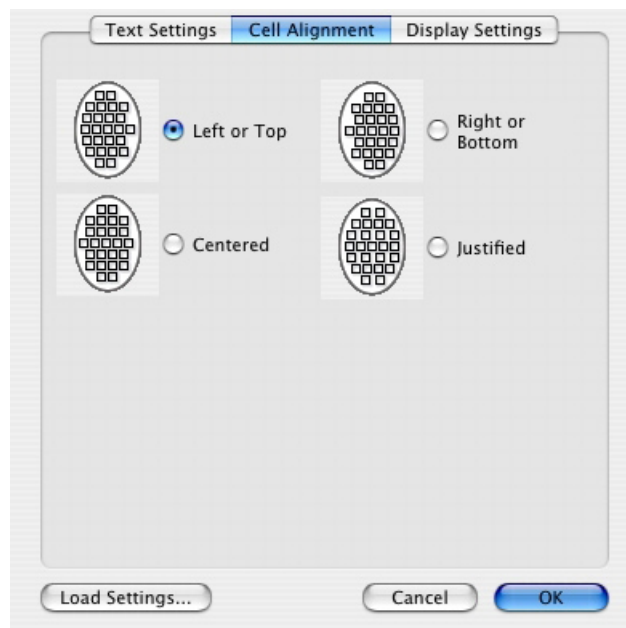 Text Settings Cell Alignment Display Settings
Left or Top
Right or
Bottom
Centered
Justified
Load Settings... Cancel OK